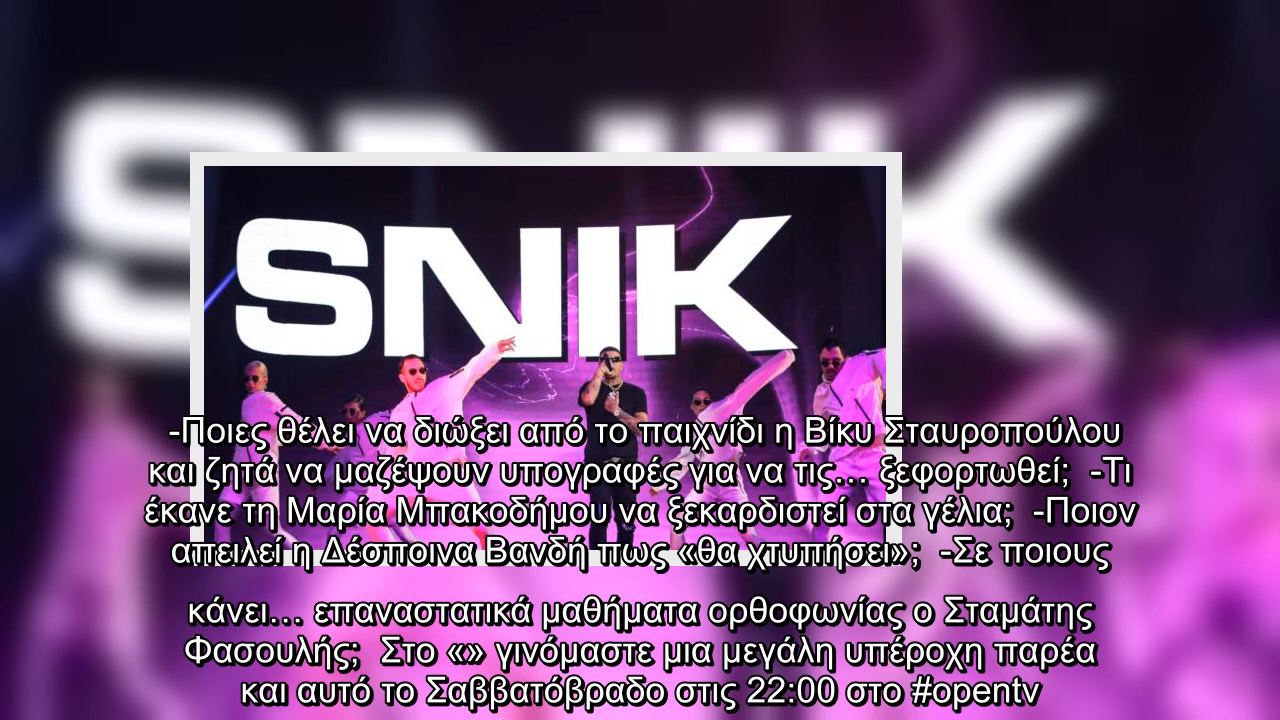 SNIK
SNIK
-Ποιες θέλει να διώξει από το παιχνίδι η Βίκυ Σταυροπούλου
και ζητά να μαζέψουν υπογραφές για να τις... ξεφορτωθεί;  -Τι
έκανε τη Μαρία Μπακοδήμου να ξεκαρδιστεί στα γέλια;  -Ποιον
απειλεί η Δέσποινα Βανδή πως «θα χτυπήσει»;  -Σε ποιους
κάνει... επαναστατικά μαθήματα ορθοφωνίας ο Σταμάτης
Φασουλής;  Στο «» γινόμαστε μια μεγάλη υπέροχη παρέα
και αυτό το Σαββατόβραδο στις 22:00 στο #opentv